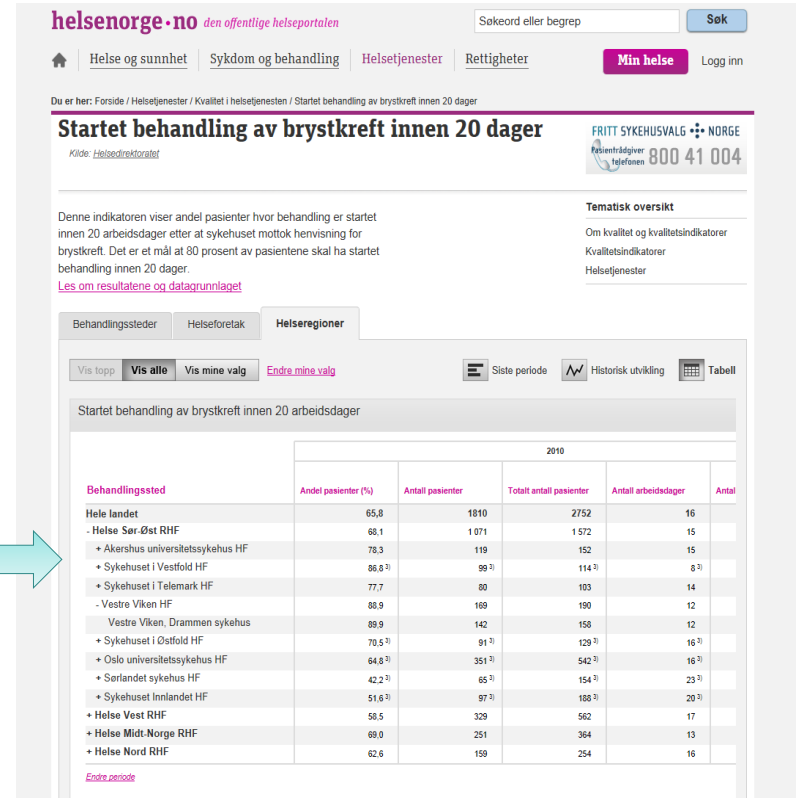 helsenorge·no den offentlige helseportalen
Søkeord eller begrep
Søk
Helse og sunnhet Sykdom og behandling Helsetjenester Rettigheter
Min helse Logg inn
Du er her: Forside / Helsetjenester / Kvalitet i helsetjenesten / Startet behandling av brystkreft innen 20 dager
Startet behandling av brystkreft innen 20 dager
Kilde: Helsedirektoratet
FRITT SYKEHUSVALG NORGE
Pasientrådgiver
telefonen 800 41 004
Denne indikatoren viser andel pasienter hvor behandling er startet
innen 20 arbeidsdager etter at sykehuset mottok henvisning for
brystkreft. Det er et mål at 80 prosent av pasientene skal ha startet
behandling innen 20 dager.
Les om resultatene og datagrunnlaget
Tematisk oversikt
Om kvalitet og kvalitetsindikatorer
Kvalitetsindikatorer
Helsetjenester
Behandlingssteder Helseforetak Helseregioner
Vis topp Vis alle Vis mine valg Endre mine valg
Siste periode Historisk utvikling Tabell
Startet behandling av brystkreft innen 20 arbeidsdager
2010
Behandlingssted Andel pasienter (%) Antall pasienter Totalt antall pasienter Antall arbeidsdager Antal
Hele landet 65,8 1810 2752 16
- Helse Sør-Øst RHF 68,1 1 071 1 572 15
+ Akershus universitetssykehus HF 78,3 119 152 15
+ Sykehuset i Vestfold HF 86,8 3) 99 3) 114 3) 8 3)
+ Sykehuset i Telemark HF 77,7 80 103 14
- Vestre Viken HF 88,9 169 190 12
Vestre Viken, Drammen sykehus 89,9 142 158 12
+ Sykehuset i Østfold HF 70,5 3) 91 3) 129 3) 16 3)
+ Oslo universitetssykehus HF 64,8 3) 351 3) 542 3) 16 3)
+ Sørlandet sykehus HF 42,2 3) 65 3) 154 3) 23 3)
+ Sykehuset Innlandet HF 51,6 3) 97 3) 188 3) 20 3)
+ Helse Vest RHF 58,5 329 562 17
+ Helse Midt-Norge RHF 69,0 251 364 13
+ Helse Nord RHF 62,6 159 254 16
Endre periode